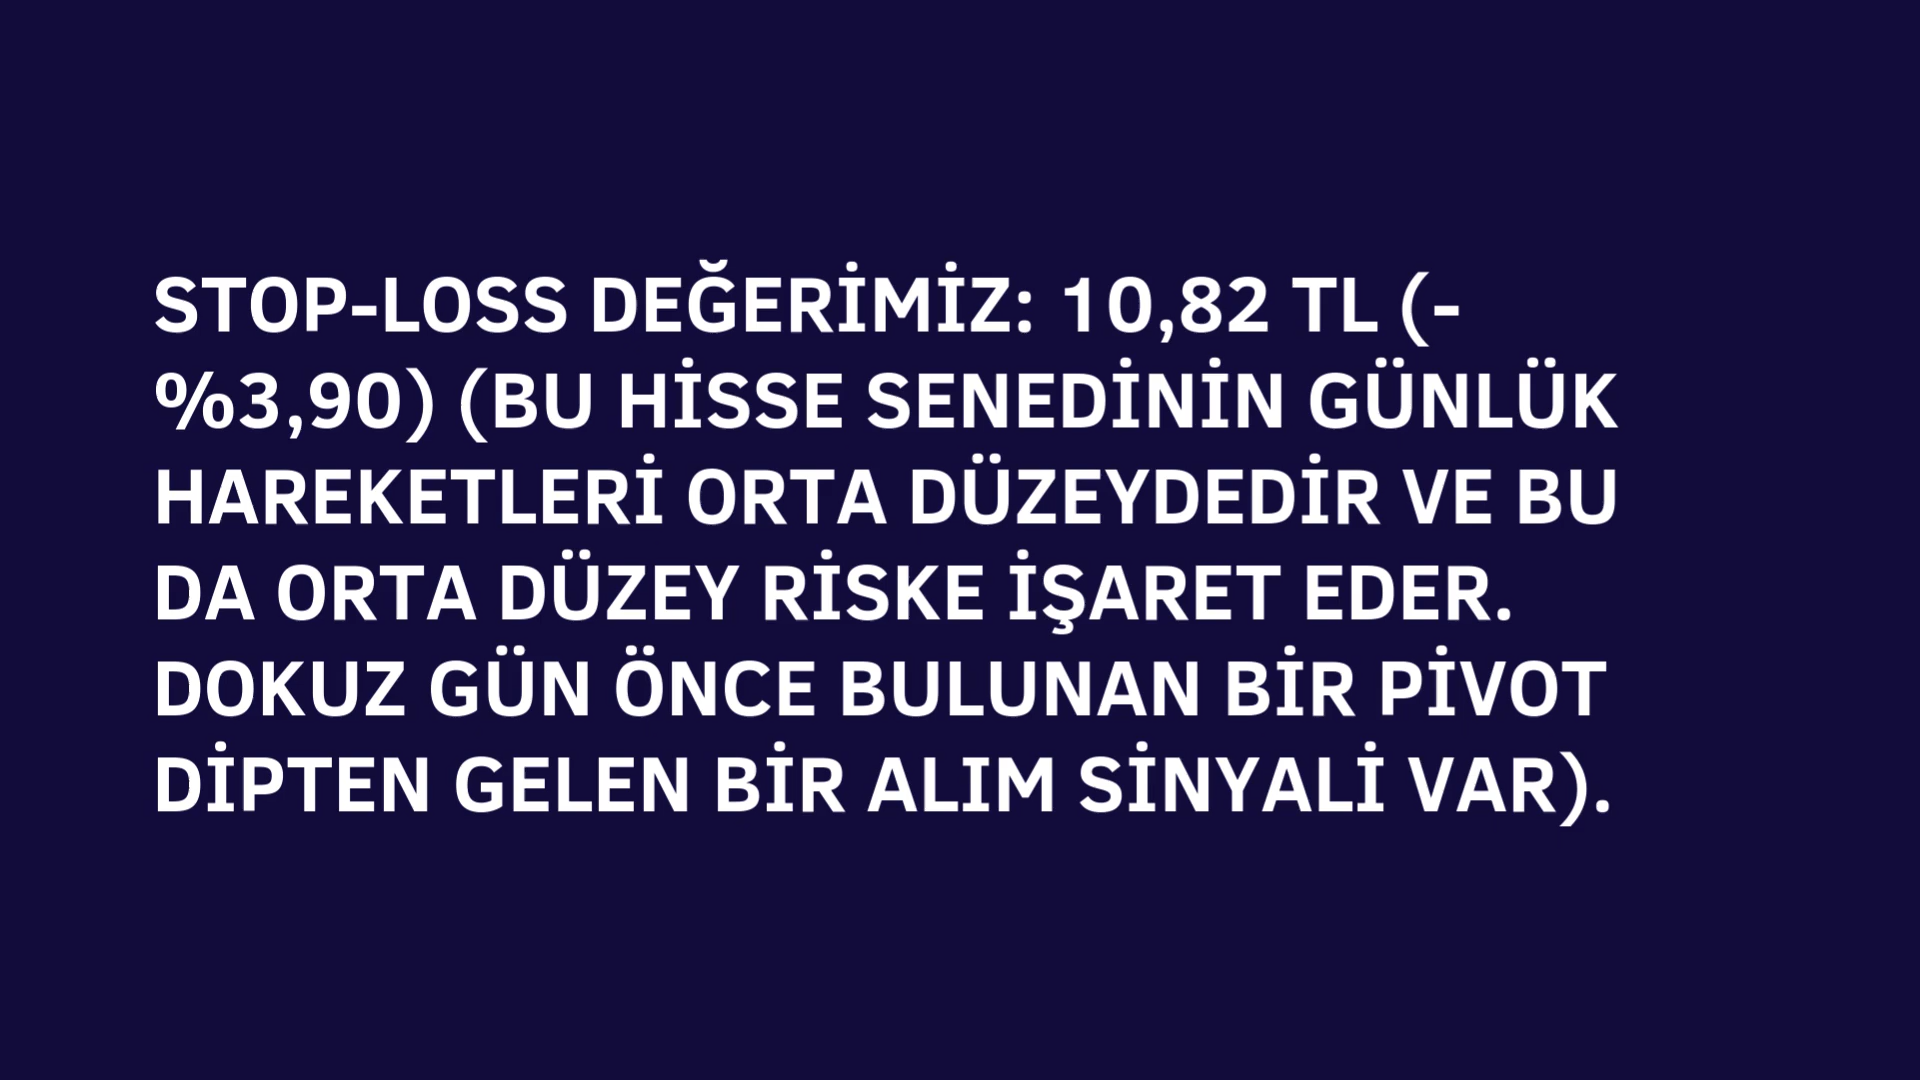 STOP-LOSS DEĞERİMİZ: 10,82 TL (-
%3,90) (BU HİSSE SENEDİNİN GÜNLÜK
HAREKETLERİ ORTA DÜZEYDEDİR VE BU
DA ORTA DÜZEY RİSKE İŞARET EDER.
DOKUZ GÜN ÖNCE BULUNAN BİR PİVOT
DİPTEN GELEN BİR ALIM SİNYALİ VAR).